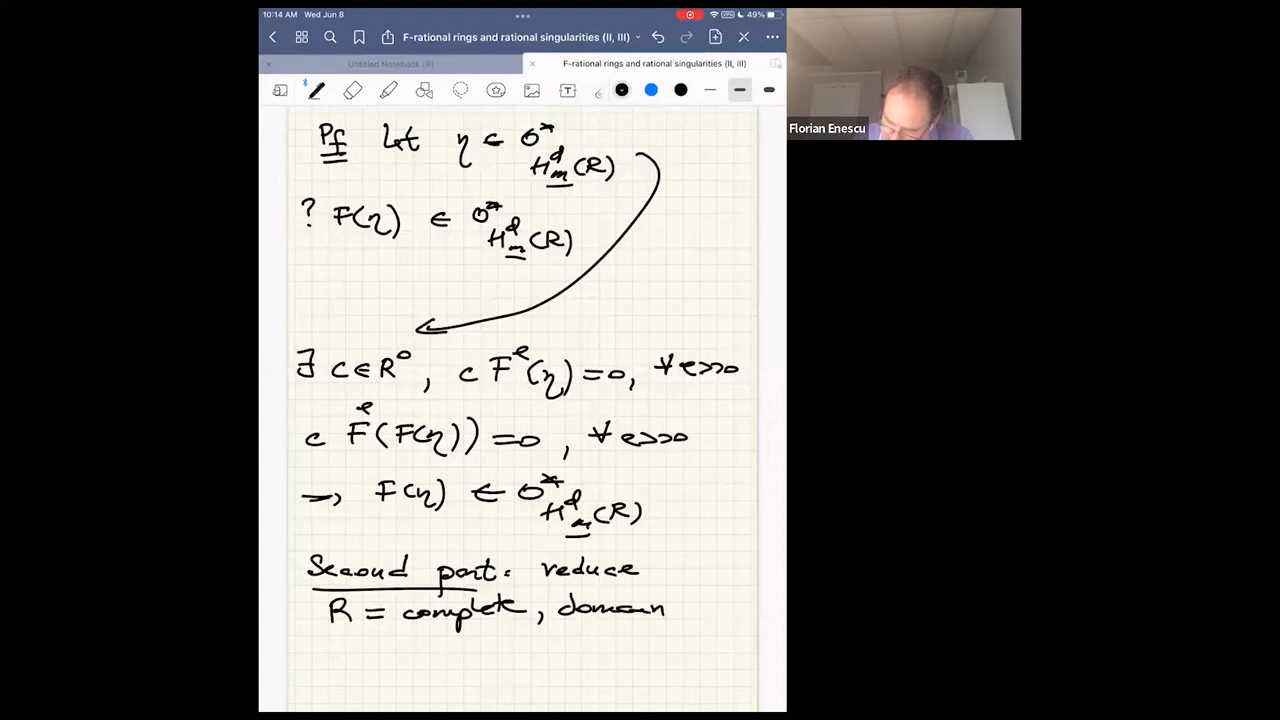 10:14 AM Wed Jun 8
49%
F-rational rings and rational singularities (II, III)
Untitled Notebook (8)
F-rational rings and rational singularities (II, III)
Pf Let η ∈ 0*_{H^d_m(R)}
? F(η) ∈ 0*_{H^d_m(R)}
∃ c ∈ R^0, c F^e(η) = 0, ∀ e>>0
c F^e(F(η)) = 0, ∀ e>>0
→, F(η) ∈ 0*_{H^d_m(R)}
Second part. reduce
R = complete, domain
Florian Enescu